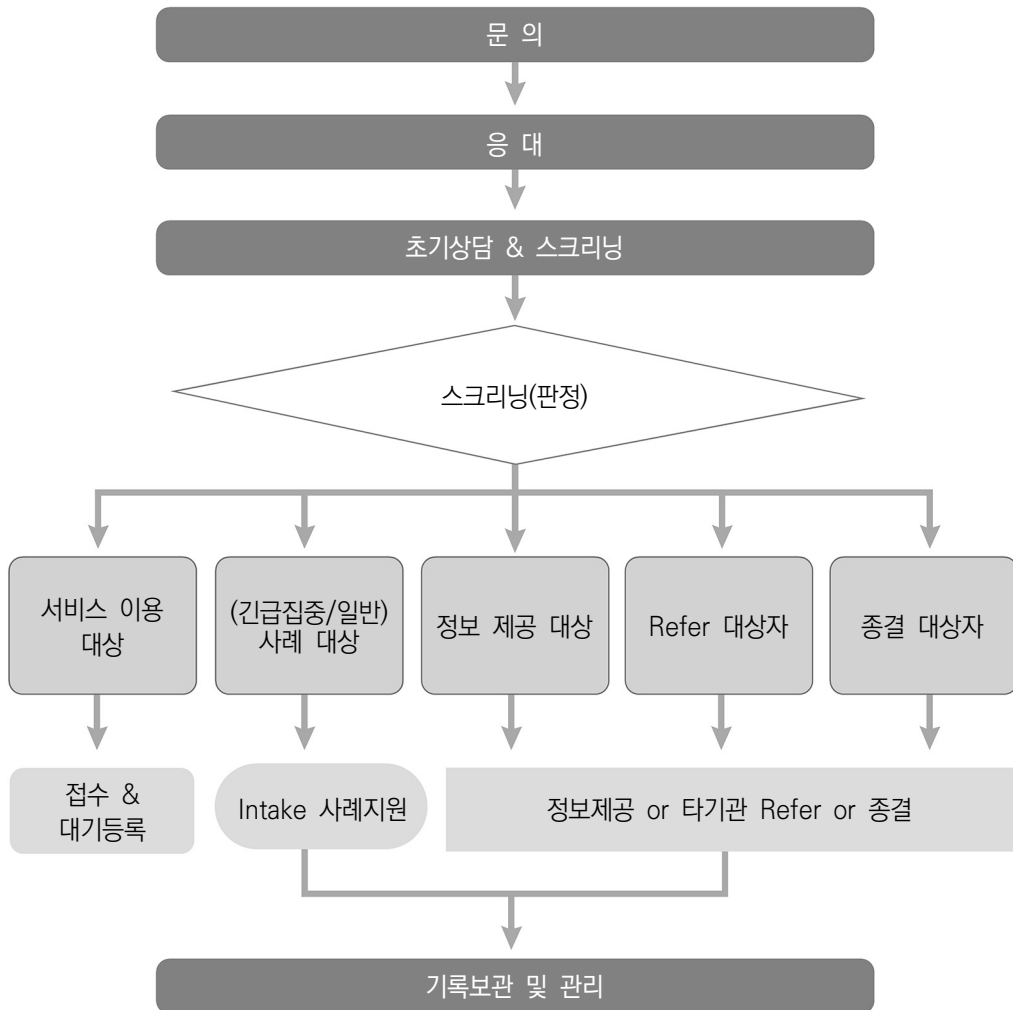 문 의
응 대
초기상담 & 스크리닝
스크리닝(판정)
서비스 이용
대상
(긴급집중/일반)
사례 대상
정보 제공 대상
Refer 대상자
종결 대상자
접수 &
대기등록
Intake 사례지원
정보제공 or 타기관 Refer or 종결
기록보관 및 관리